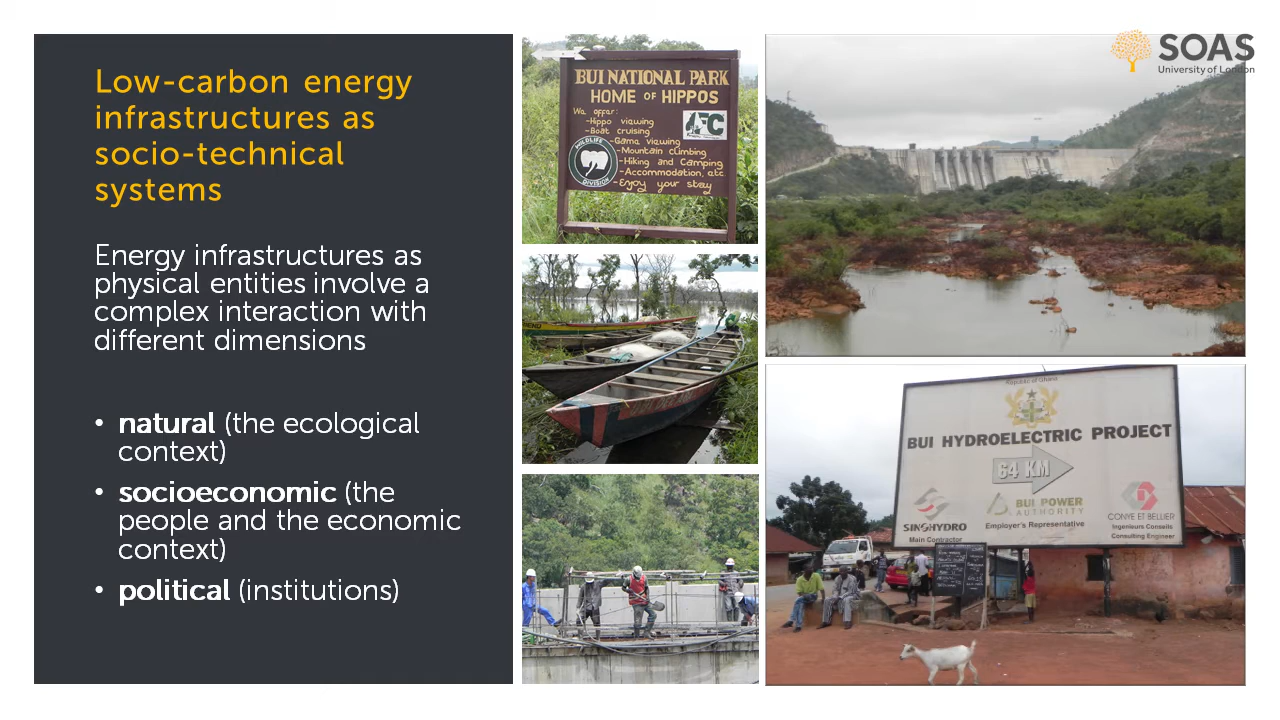 Low-carbon energy
infrastructures as
socio-technical
systems
Energy infrastructures as
physical entities involve a
complex interaction with
different dimensions
• natural (the ecological
context)
• socioeconomic (the
people and the economic
context)
• political (institutions)
BUI NATIONAL PARK
HOME OF HIPPOS
We offer:
-Hippo viewing
-Boat cruising
-Game viewing
-Mountain climbing
-Hiking and Camping
-Accommodation, etc
-Enjoy your stay
WILDLIFE
DIVISION
SOAS
University of London
Republic of Ghana
BUI HYDROELECTRIC PROJECT
64 KM
SINOHYDRO
Main Contractor
BUI POWER
AUTHORITY
Employer's Representative
COYNE ET BELLIER
Ingenieurs Conseils
Consulting Engineer